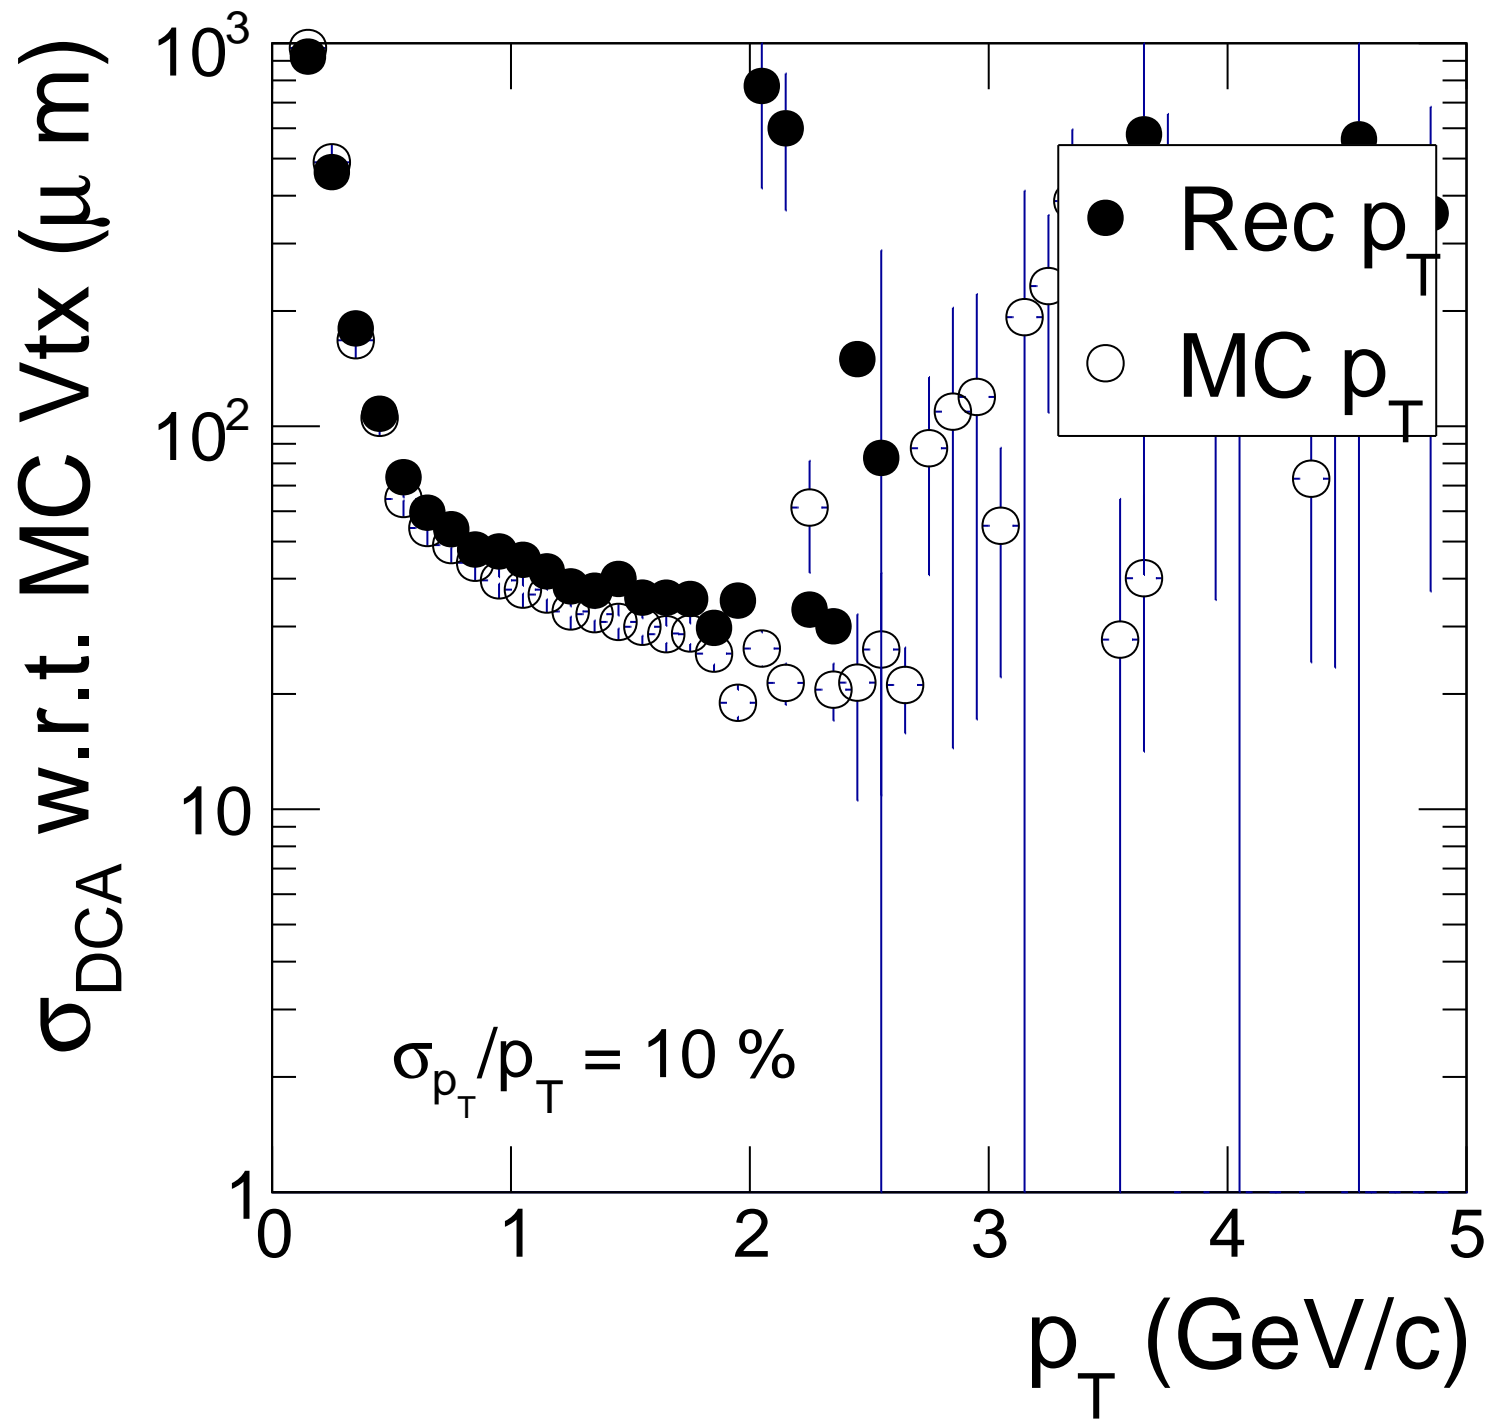 σDCA w.r.t. MC Vtx (μ m)
10³
10²
10
1
Rec pT
MC pT
σpT/pT = 10 %
0 1 2 3 4 5
pT (GeV/c)